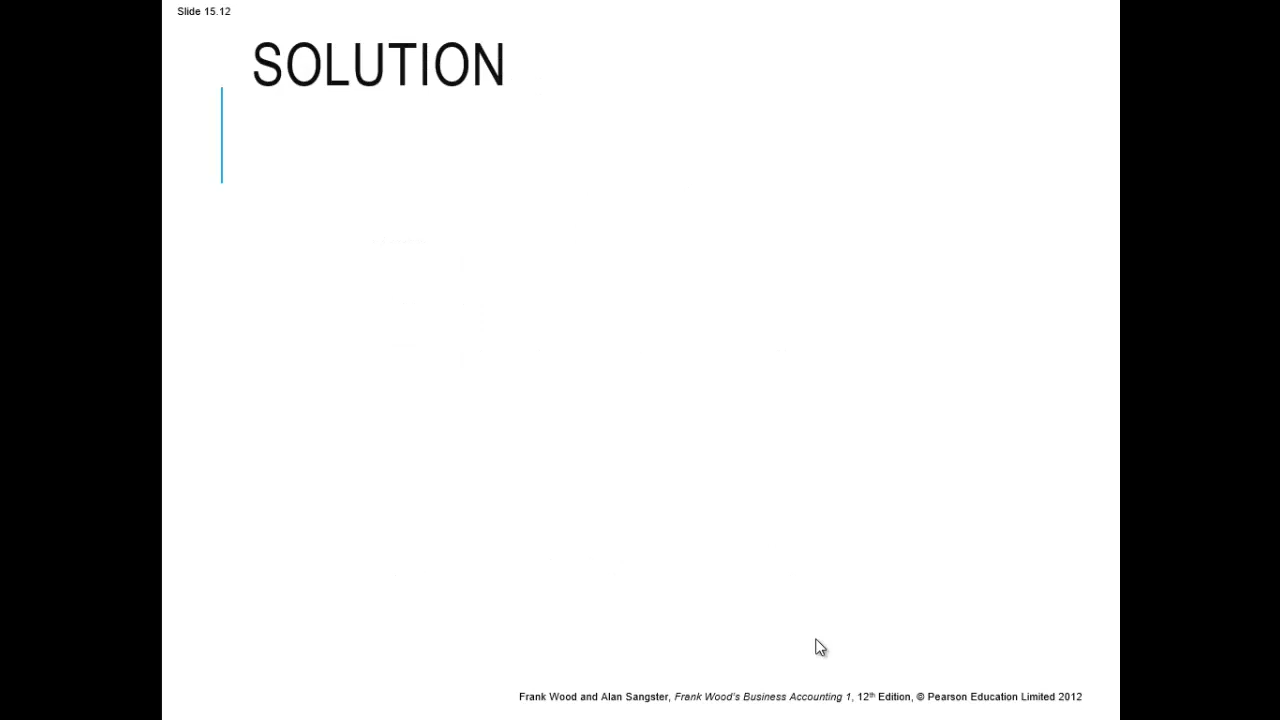 Slide 15.12
SOLUTION
Frank Wood and Alan Sangster, Frank Wood's Business Accounting 1, 12th Edition, © Pearson Education Limited 2012